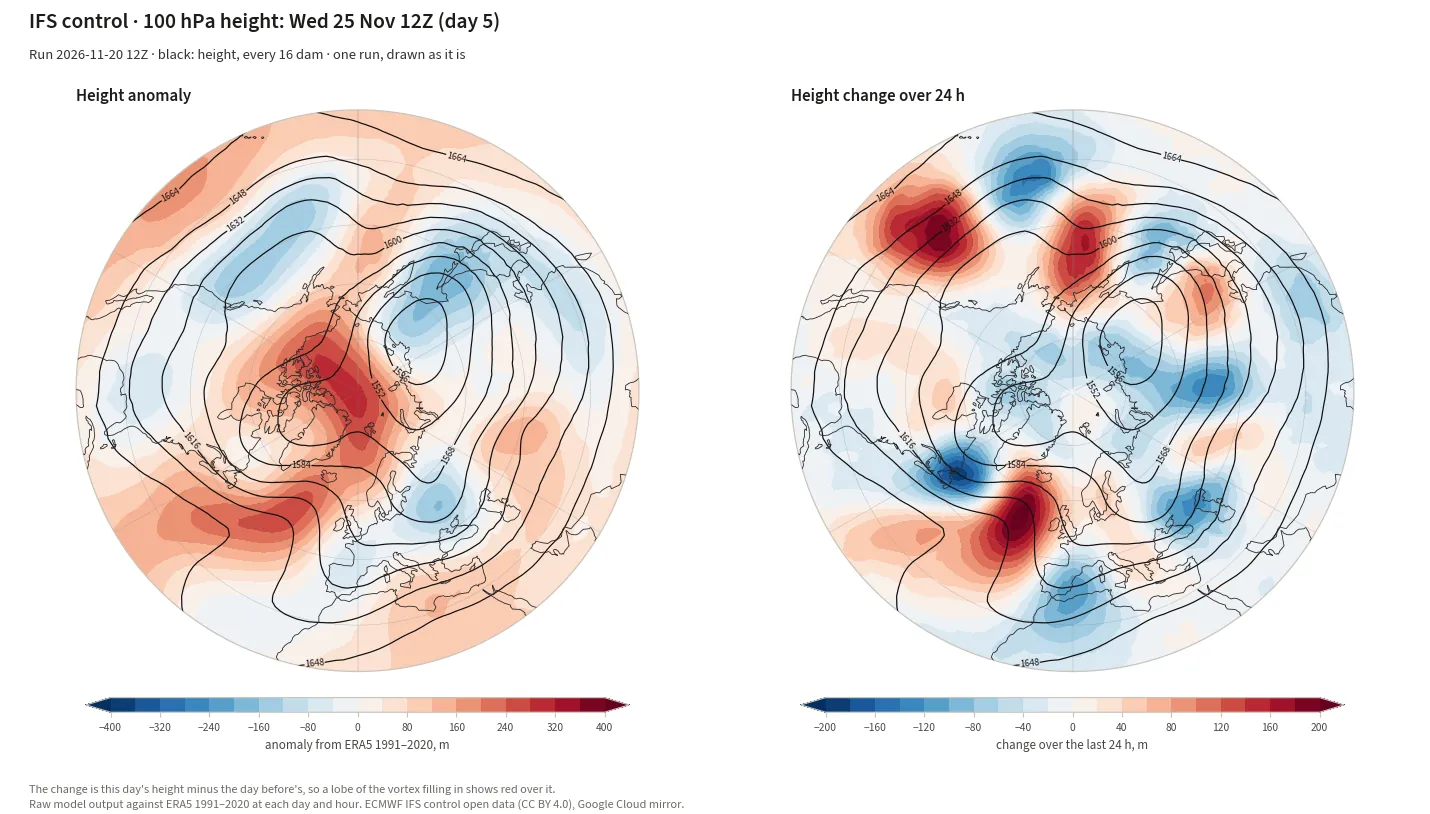 IFS control · 100 hPa height: Wed 25 Nov 12Z (day 5)
Run 2026-11-20 12Z · black: height, every 16 dam · one run, drawn as it is
Height anomaly
Height change over 24 h
1664
1664
1648
1632
1600
1552
1568
1616
1584
1648
1664
1664
1648
1632
1600
1552
1568
1616
1584
1648
−400 −320 −240 −160 −80 0 80 160 240 320 400
anomaly from ERA5 1991–2020, m
−200 −160 −120 −80 −40 0 40 80 120 160 200
change over the last 24 h, m
The change is this day's height minus the day before's, so a lobe of the vortex filling in shows red over it.
Raw model output against ERA5 1991–2020 at each day and hour. ECMWF IFS control open data (CC BY 4.0), Google Cloud mirror.